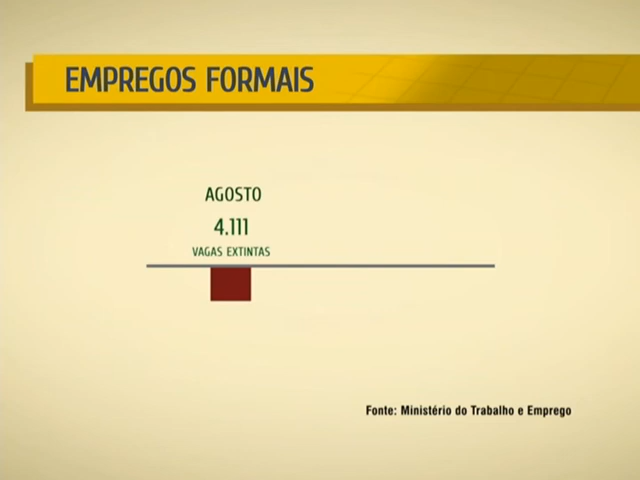 EMPREGOS FORMAIS
AGOSTO
4.111
VAGAS EXTINTAS
Fonte: Ministério do Trabalho e Emprego